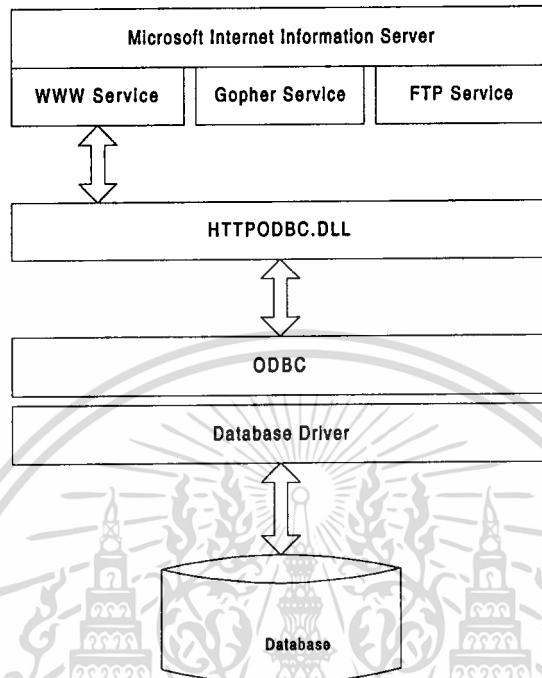 Microsoft Internet Information Server
WWW Service
Gopher Service
FTP Service
HTTPODBC.DLL
ODBC
Database Driver
Database